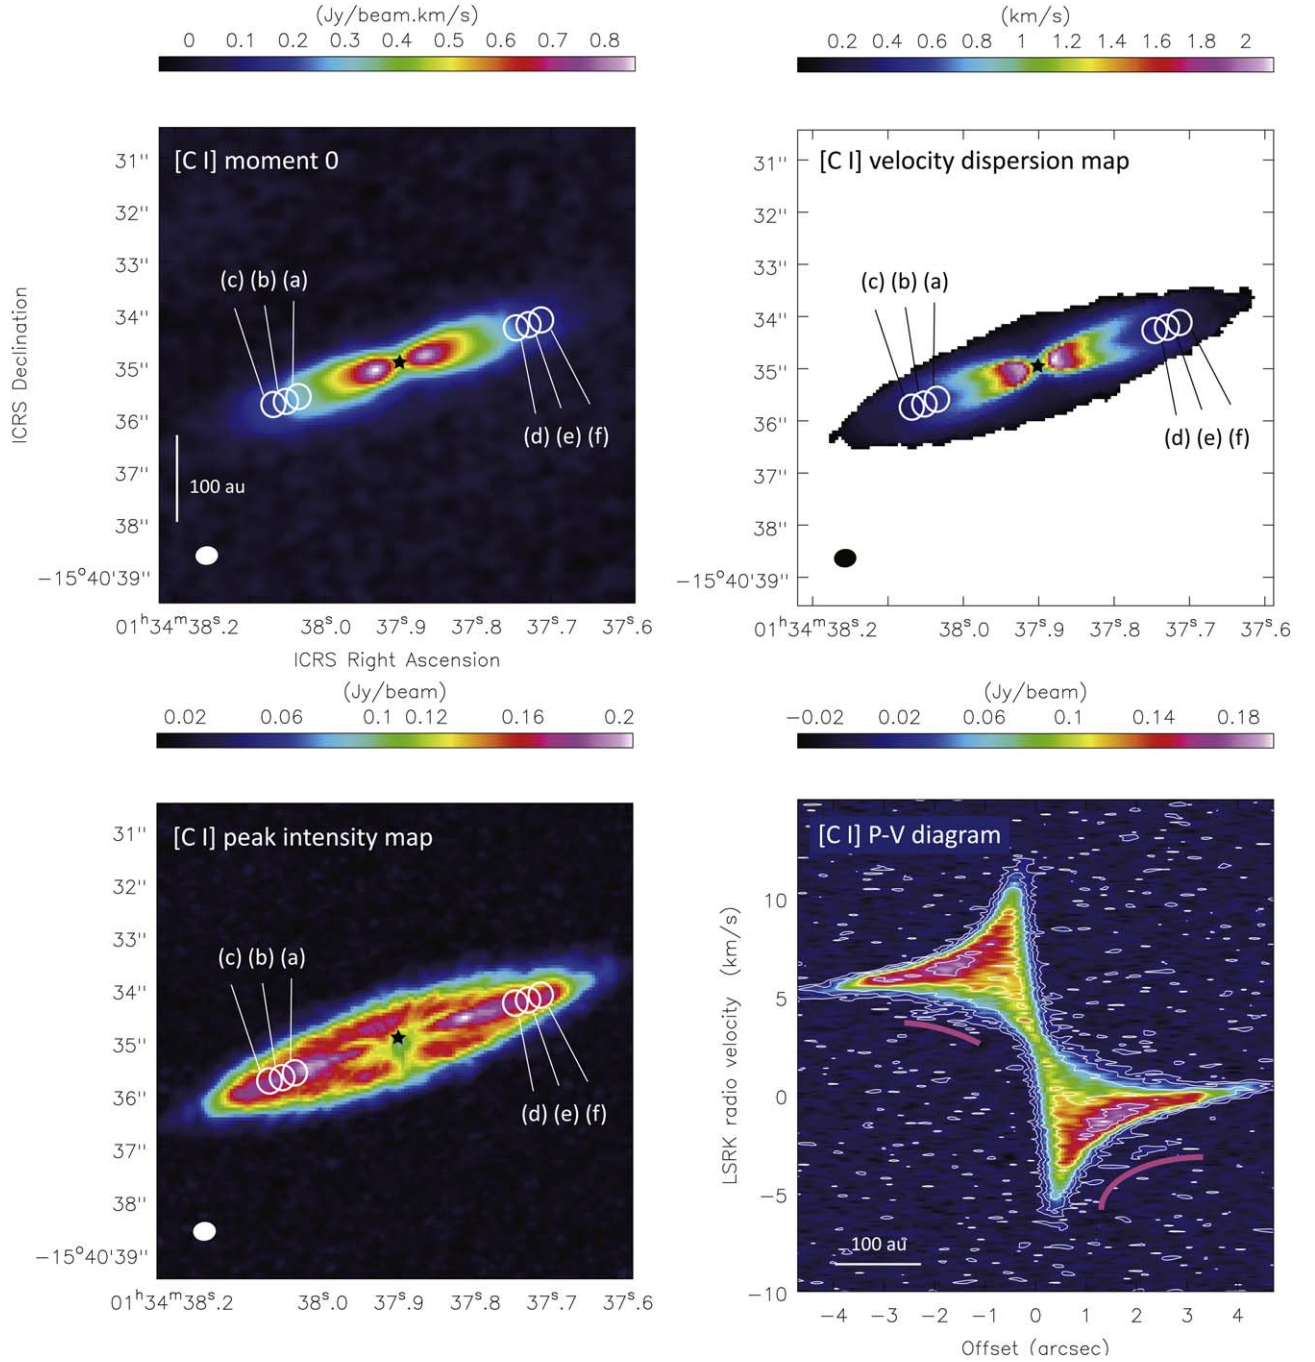 (Jy/beam.km/s)
0 0.1 0.2 0.3 0.4 0.5 0.6 0.7 0.8
[C I] moment 0
31"
32"
33"
34"
35"
36"
37"
38"
−15°40'39"
(c) (b) (a)
(d) (e) (f)
100 au
ICRS Declination
01ʰ34ᵐ38ˢ.2 38ˢ.0 37ˢ.9 37ˢ.8 37ˢ.7 37ˢ.6
ICRS Right Ascension
(km/s)
0.2 0.4 0.6 0.8 1 1.2 1.4 1.6 1.8 2
[C I] velocity dispersion map
31"
32"
33"
34"
35"
36"
37"
38"
−15°40'39"
(c) (b) (a)
(d) (e) (f)
01ʰ34ᵐ38ˢ.2 38ˢ.0 37ˢ.9 37ˢ.8 37ˢ.7 37ˢ.6
(Jy/beam)
0.02 0.06 0.1 0.12 0.16 0.2
[C I] peak intensity map
31"
32"
33"
34"
35"
36"
37"
38"
−15°40'39"
(c) (b) (a)
(d) (e) (f)
01ʰ34ᵐ38ˢ.2 38ˢ.0 37ˢ.9 37ˢ.8 37ˢ.7 37ˢ.6
(Jy/beam)
−0.02 0.02 0.06 0.1 0.14 0.18
[C I] P-V diagram
LSRK radio velocity (km/s)
10
5
0
−5
−10
100 au
−4 −3 −2 −1 0 1 2 3 4
Offset (arcsec)